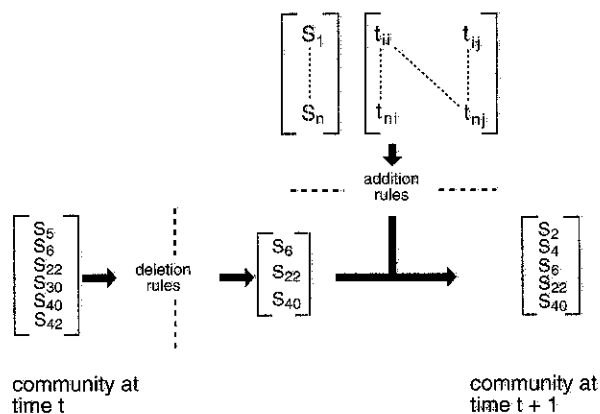 S1
Sn
tii tij
tni tnj
addition
rules
S5
S6
S22
S30
S40
S42
deletion
rules
S6
S22
S40
S2
S4
S6
S22
S40
community at
time t
community at
time t + 1